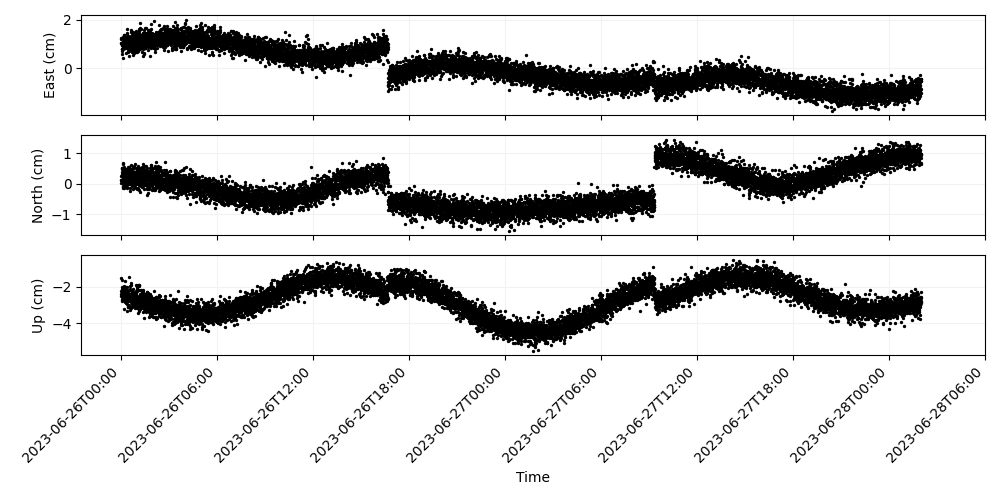 East (cm)
2
0
North (cm)
1
0
−1
Up (cm)
−2
−4
2023-06-26T00:00
2023-06-26T06:00
2023-06-26T12:00
2023-06-26T18:00
2023-06-27T00:00
2023-06-27T06:00
2023-06-27T12:00
2023-06-27T18:00
2023-06-28T00:00
2023-06-28T06:00
Time